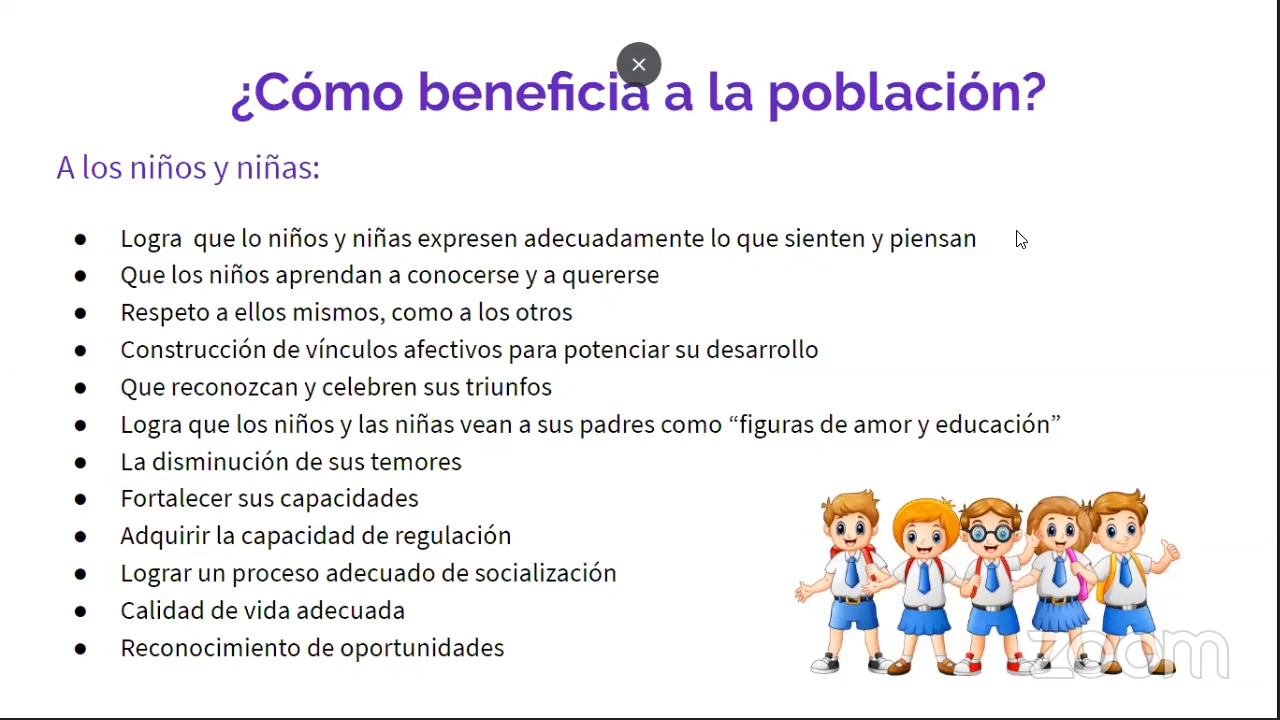 ¿Cómo beneficia a la población?
A los niños y niñas:
● Logra  que lo niños y niñas expresen adecuadamente lo que sienten y piensan
● Que los niños aprendan a conocerse y a quererse
● Respeto a ellos mismos, como a los otros
● Construcción de vínculos afectivos para potenciar su desarrollo
● Que reconozcan y celebren sus triunfos
● Logra que los niños y las niñas vean a sus padres como “figuras de amor y educación”
● La disminución de sus temores
● Fortalecer sus capacidades
● Adquirir la capacidad de regulación
● Lograr un proceso adecuado de socialización
● Calidad de vida adecuada
● Reconocimiento de oportunidades
zoom